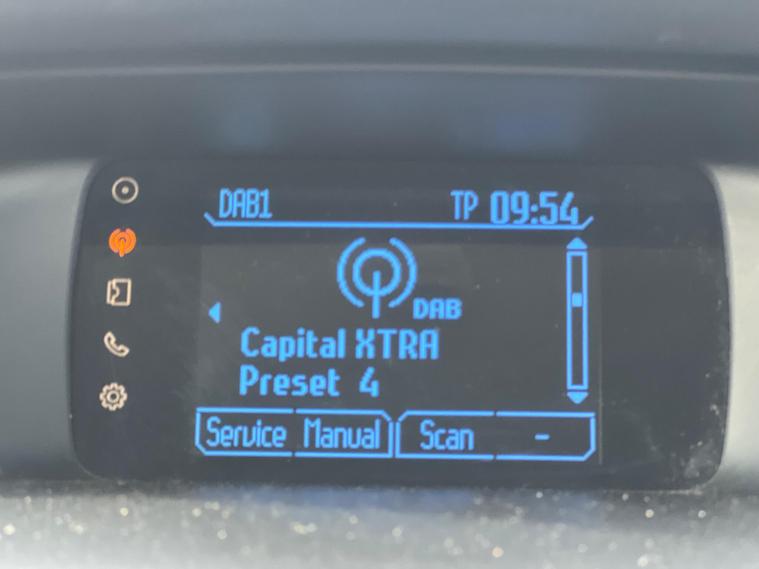 DAB1 TP 09:54
DAB
Capital XTRA
Preset 4
Service Manual Scan -